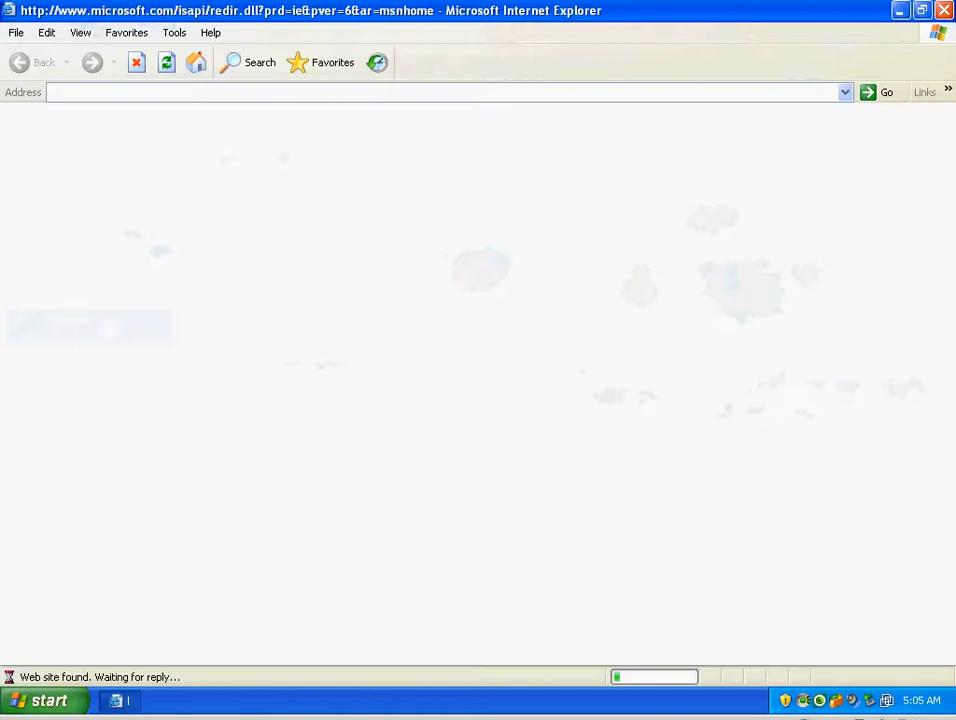 http://www.microsoft.com/isapi/redir.dll?prd=ie&pver=6&ar=msnhome - Microsoft Internet Explorer
File Edit View Favorites Tools Help
Back Search Favorites
Address Go Links »
Web site found. Waiting for reply...
start 5:05 AM